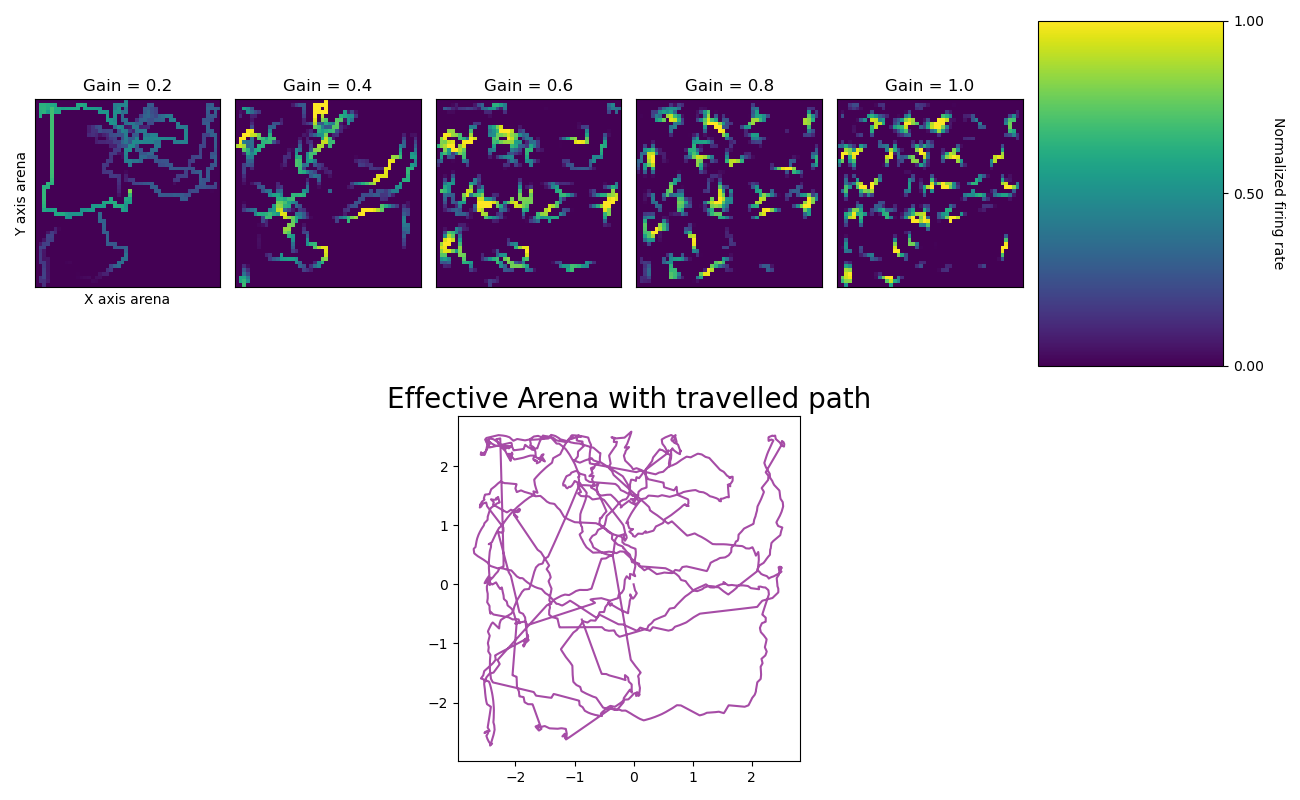 Gain = 0.2
Gain = 0.4
Gain = 0.6
Gain = 0.8
Gain = 1.0
Y axis arena
X axis arena
1.00
0.50
0.00
Normalized firing rate
Effective Arena with travelled path
2
1
0
−1
−2
−2
−1
0
1
2